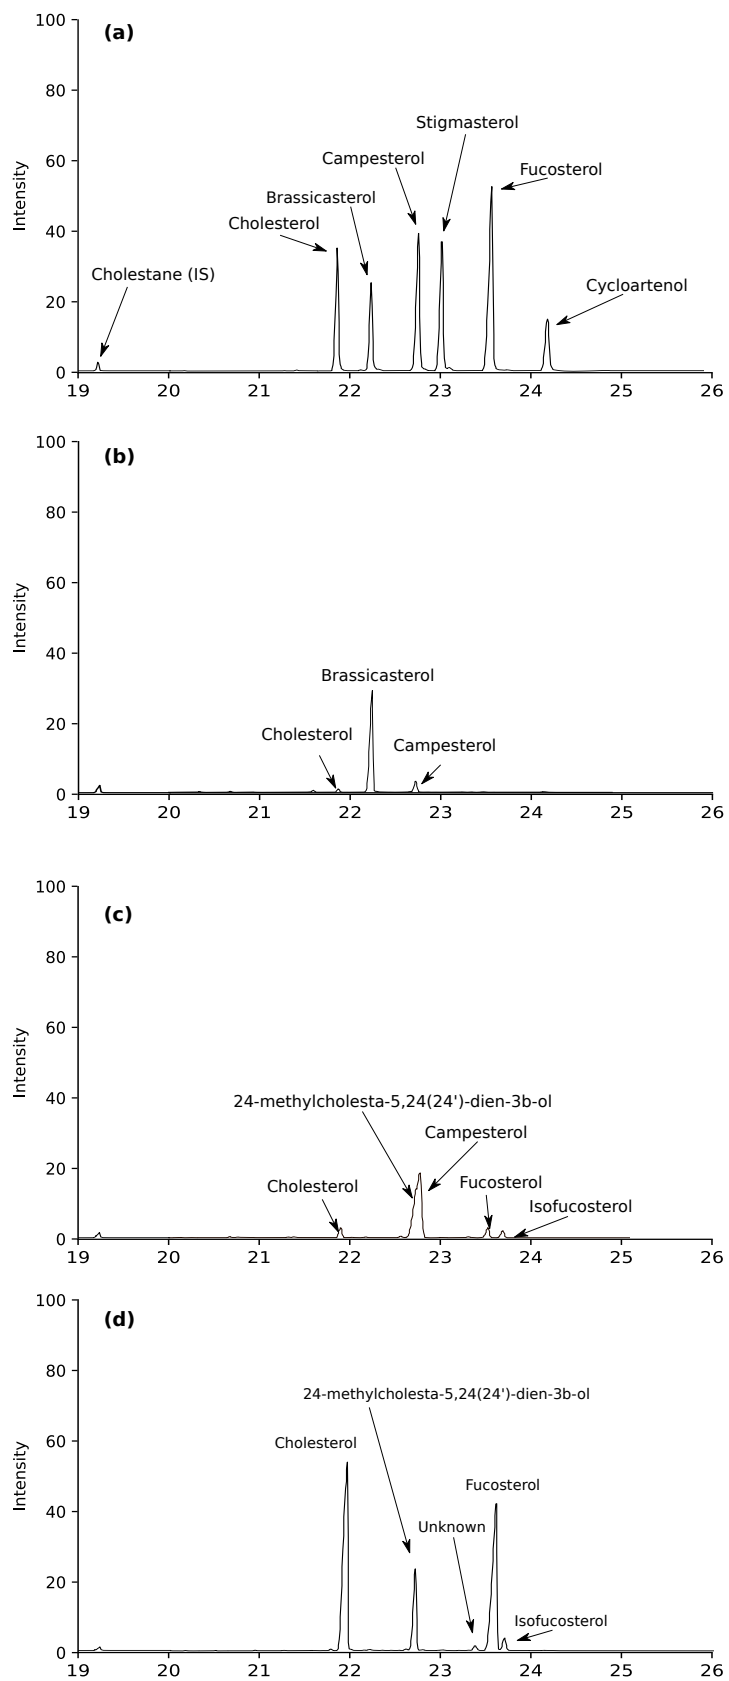 100
(a)
80
Stigmasterol
60
Campesterol
Fucosterol
Intensity
Brassicasterol
Cholesterol
40
Cholestane (IS)
Cycloartenol
20
0
19 20 21 22 23 24 25 26
100
(b)
80
60
Intensity
Brassicasterol
40
20
Cholesterol
Campesterol
0
19 20 21 22 23 24 25 26
100
(c)
80
60
Intensity
40
24-methylcholesta-5,24(24')-dien-3b-ol
Campesterol
20
Cholesterol
Fucosterol
Isofucosterol
0
19 20 21 22 23 24 25 26
100
(d)
80
24-methylcholesta-5,24(24')-dien-3b-ol
60
Cholesterol
Intensity
Fucosterol
40
Unknown
20
Isofucosterol
0
19 20 21 22 23 24 25 26